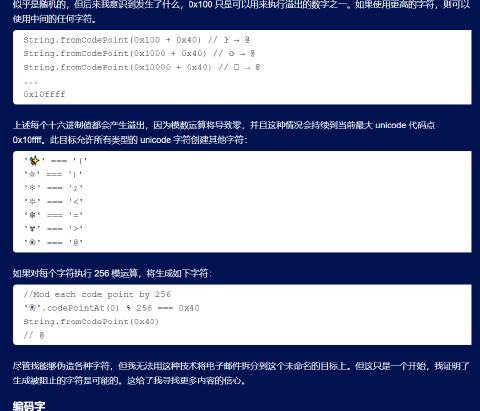 似乎是随机的，但后来我意识到发生了什么，0x100 只是可以用来执行溢出的数字之一。如果使用更高的字符，则可以
使用中间的任何字符。
String.fromCodePoint(0x100 + 0x40) // ŀ → @
String.fromCodePoint(0x1000 + 0x40) // ၀ → @
String.fromCodePoint(0x10000 + 0x40) // 𐁀 → @
...
0x10ffff
上述每个十六进制值都会产生溢出，因为模数运算将导致零，并且这种情况会持续到当前最大 unicode 代码点
0x10fff。此目标允许所有类型的 unicode 字符创建其他字符：
' ' === '('
'✩' === ')'
'✻' === ';'
'✼' === '<'
'✽' === '='
'✾' === '>'
'❀' === '@'
如果对每个字符执行 256 模运算，将生成如下字符：
//Mod each code point by 256
'❀'.codePointAt(0) % 256 === 0x40
String.fromCodePoint(0x40)
// @
尽管我能够伪造各种字符，但我无法用这种技术将电子邮件拆分到这个未命名的目标上。但这只是一个开始，我证明了
生成被阻止的字符是可能的。这给了我寻找更多内容的信心。
编码字